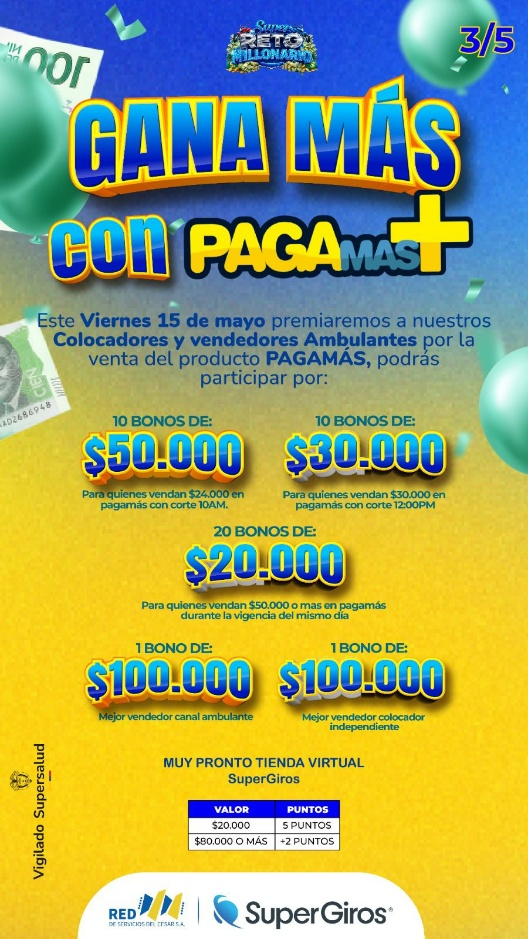 Super
RETO
MILLONARIO
3/5
100
GANA MÁS
con PAGAMAS+
Este Viernes 15 de mayo premiaremos a nuestros
Colocadores y vendedores Ambulantes por la
venta del producto PAGAMÁS, podrás
participar por:
CIEN
AAD2686948
10 BONOS DE:
$50.000
Para quienes vendan $24.000 en
pagamás con corte 10AM.
10 BONOS DE:
$30.000
Para quienes vendan $30.000 en
pagamás con corte 12:00PM
20 BONOS DE:
$20.000
Para quienes vendan $50.000 o mas en pagamás
durante la vigencia del mismo día
1 BONO DE:
$100.000
Mejor vendedor canal ambulante
1 BONO DE:
$100.000
Mejor vendedor colocador
independiente
MUY PRONTO TIENDA VIRTUAL
SuperGiros
VALOR PUNTOS
$20.000 5 PUNTOS
$80.000 O MÁS +2 PUNTOS
Vigilado Supersalud
RED
DE SERVICIOS DEL CESAR S.A.
SuperGiros®